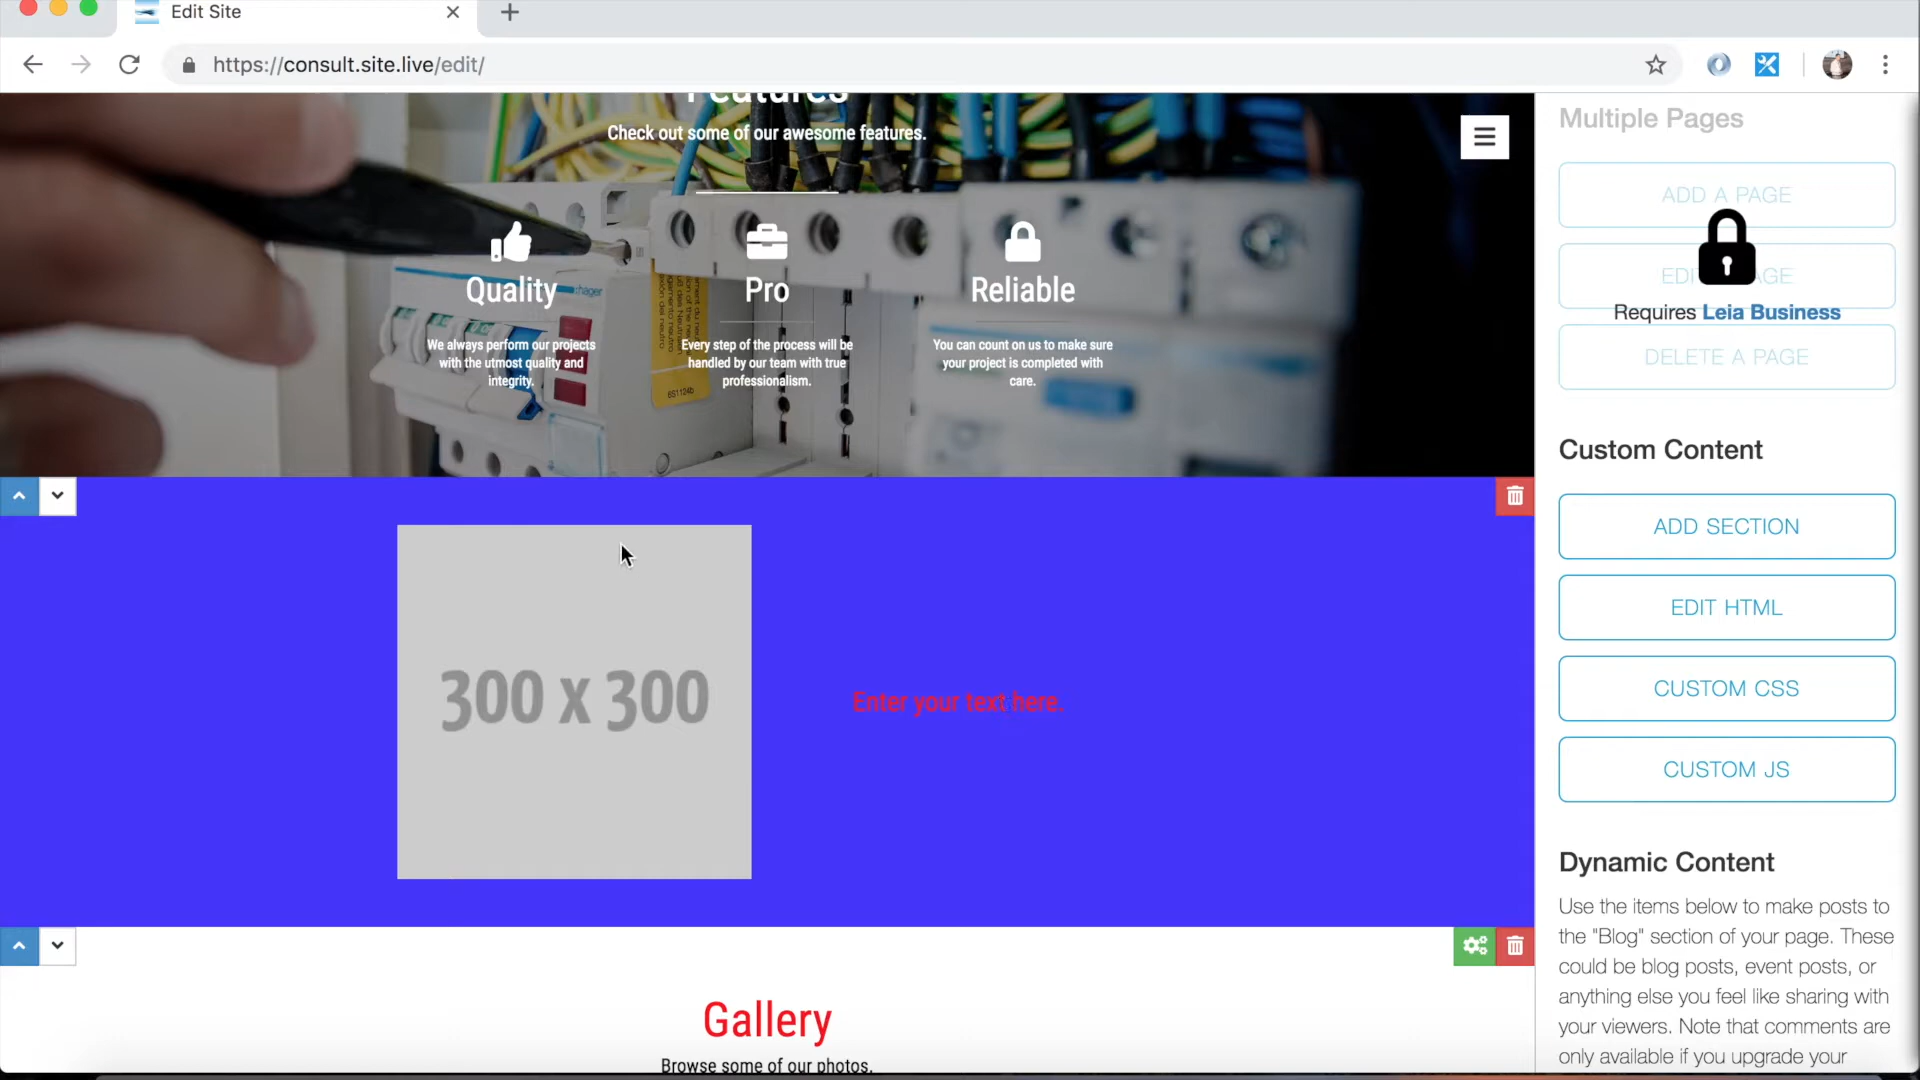 Edit Site
https://consult.site.live/edit/
Features
Check out some of our awesome features.
Quality
Pro
Reliable
We always perform our projects
with the utmost quality and
integrity.
Every step of the process will be
handled by our team with true
professionalism.
You can count on us to make sure
your project is completed with
care.
:hager
6S1124b
300 x 300
Enter your text here.
Gallery
Browse some of our photos.
Multiple Pages
ADD A PAGE
Requires Leia Business
DELETE A PAGE
Custom Content
ADD SECTION
EDIT HTML
CUSTOM CSS
CUSTOM JS
Dynamic Content
Use the items below to make posts to
the "Blog" section of your page. These
could be blog posts, event posts, or
anything else you feel like sharing with
your viewers. Note that comments are
only available if you upgrade your